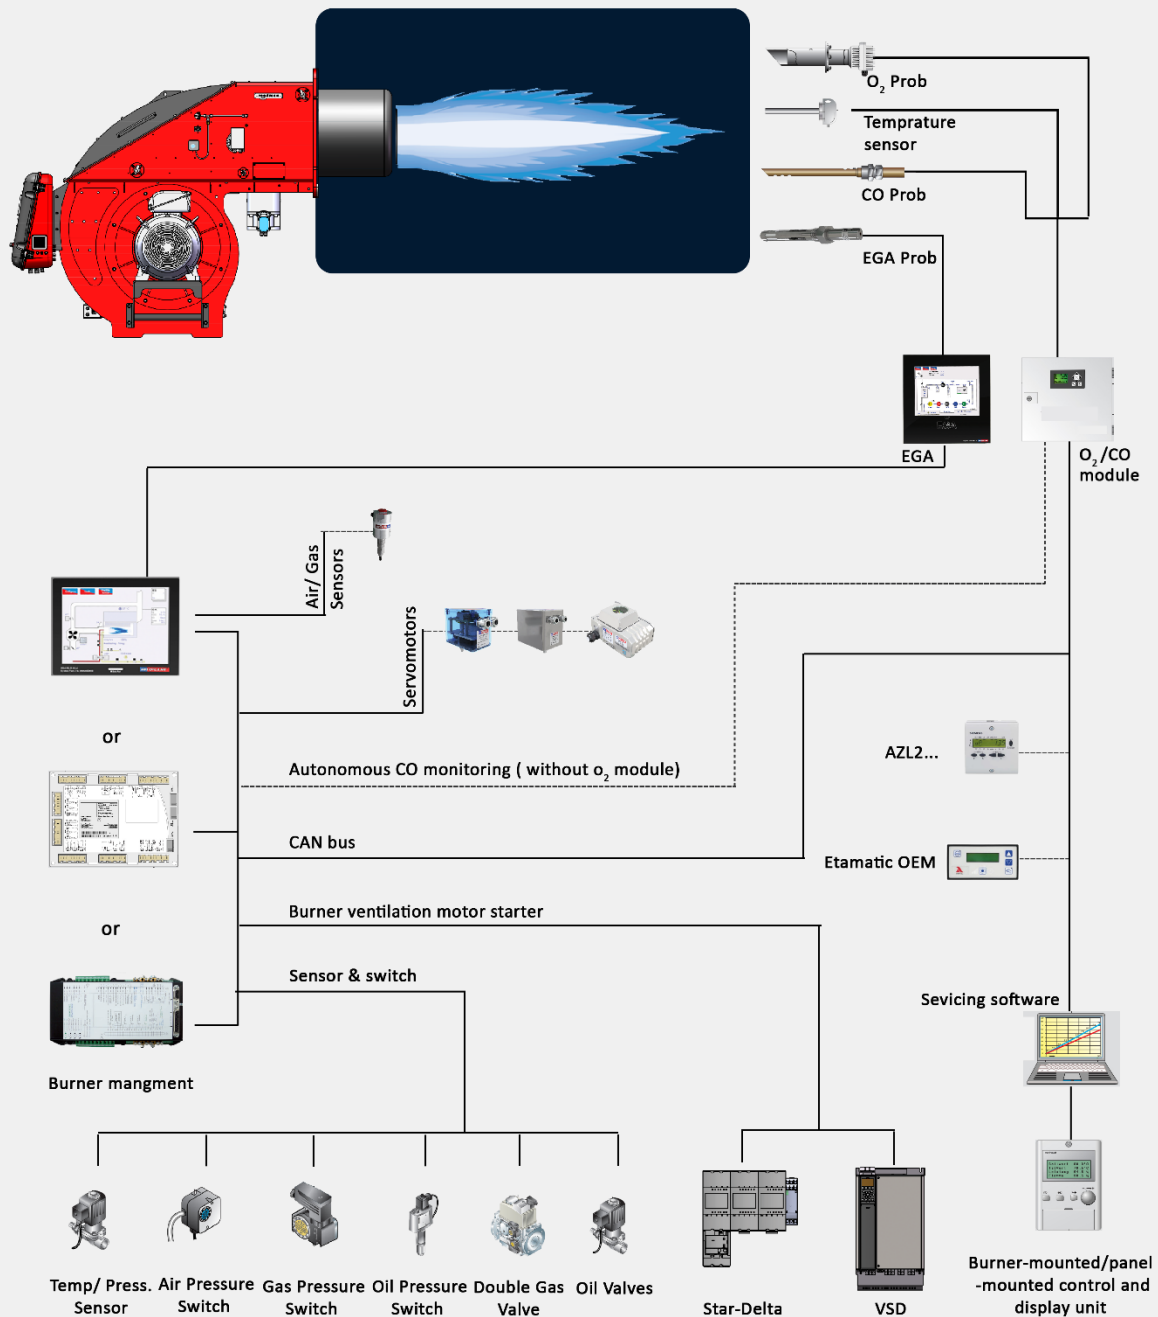 O₂ Prob
Temprature
sensor
CO Prob
EGA Prob
EGA
O₂ /CO
module
Air/ Gas
Sensors
Servomotors
or
Autonomous CO monitoring ( without o₂ module)
AZL2...
CAN bus
Etamatic OEM
Burner ventilation motor starter
or
Sensor & switch
Sevicing software
Burner mangment
Temp/ Press.
Sensor
Air Pressure
Switch
Gas Pressure
Switch
Oil Pressure
Switch
Double Gas
Valve
Oil Valves
Star-Delta
VSD
Burner-mounted/panel
-mounted control and
display unit